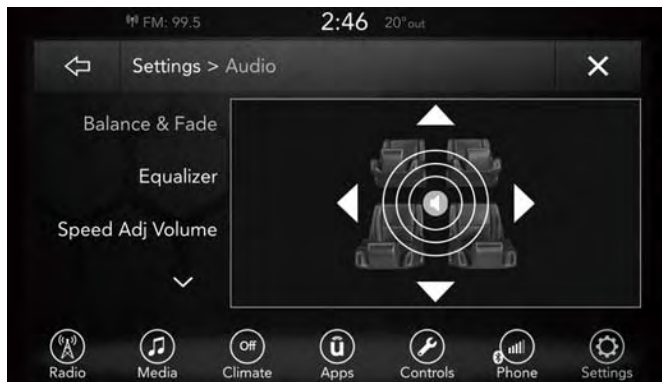 FM: 99.5 2:46 20°out
Settings > Audio
Balance & Fade
Equalizer
Speed Adj Volume
Off
ū
Radio Media Climate Apps Controls Phone Settings